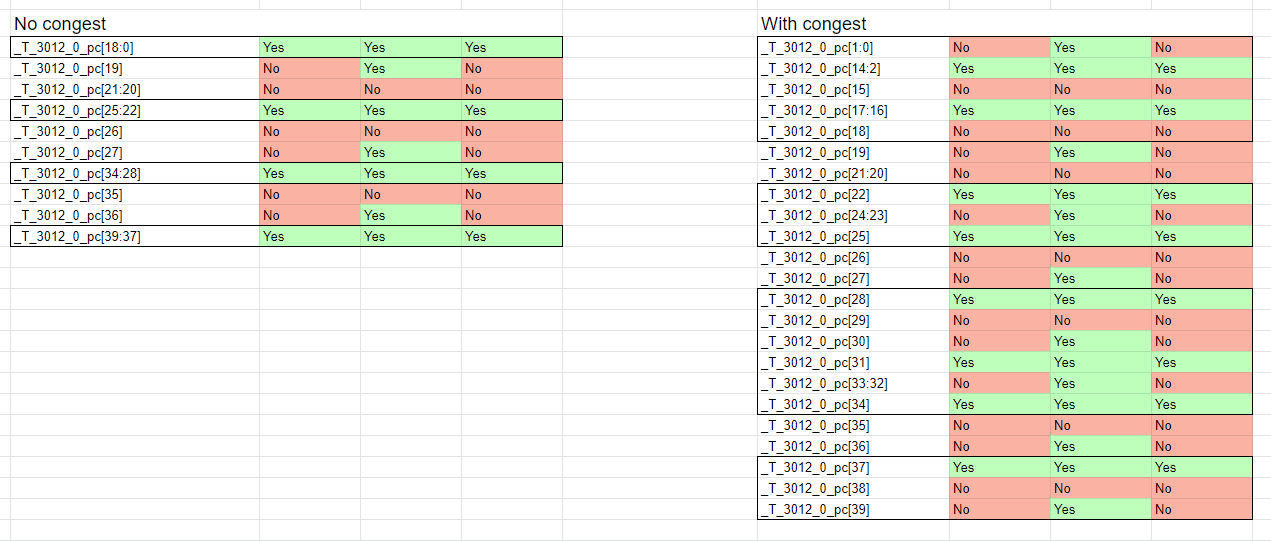 No congest
_T_3012_0_pc[18:0] Yes Yes Yes
_T_3012_0_pc[19] No Yes No
_T_3012_0_pc[21:20] No No No
_T_3012_0_pc[25:22] Yes Yes Yes
_T_3012_0_pc[26] No No No
_T_3012_0_pc[27] No Yes No
_T_3012_0_pc[34:28] Yes Yes Yes
_T_3012_0_pc[35] No No No
_T_3012_0_pc[36] No Yes No
_T_3012_0_pc[39:37] Yes Yes Yes
With congest
_T_3012_0_pc[1:0] No Yes No
_T_3012_0_pc[14:2] Yes Yes Yes
_T_3012_0_pc[15] No No No
_T_3012_0_pc[17:16] Yes Yes Yes
_T_3012_0_pc[18] No No No
_T_3012_0_pc[19] No Yes No
_T_3012_0_pc[21:20] No No No
_T_3012_0_pc[22] Yes Yes Yes
_T_3012_0_pc[24:23] No Yes No
_T_3012_0_pc[25] Yes Yes Yes
_T_3012_0_pc[26] No No No
_T_3012_0_pc[27] No Yes No
_T_3012_0_pc[28] Yes Yes Yes
_T_3012_0_pc[29] No No No
_T_3012_0_pc[30] No Yes No
_T_3012_0_pc[31] Yes Yes Yes
_T_3012_0_pc[33:32] No Yes No
_T_3012_0_pc[34] Yes Yes Yes
_T_3012_0_pc[35] No No No
_T_3012_0_pc[36] No Yes No
_T_3012_0_pc[37] Yes Yes Yes
_T_3012_0_pc[38] No No No
_T_3012_0_pc[39] No Yes No